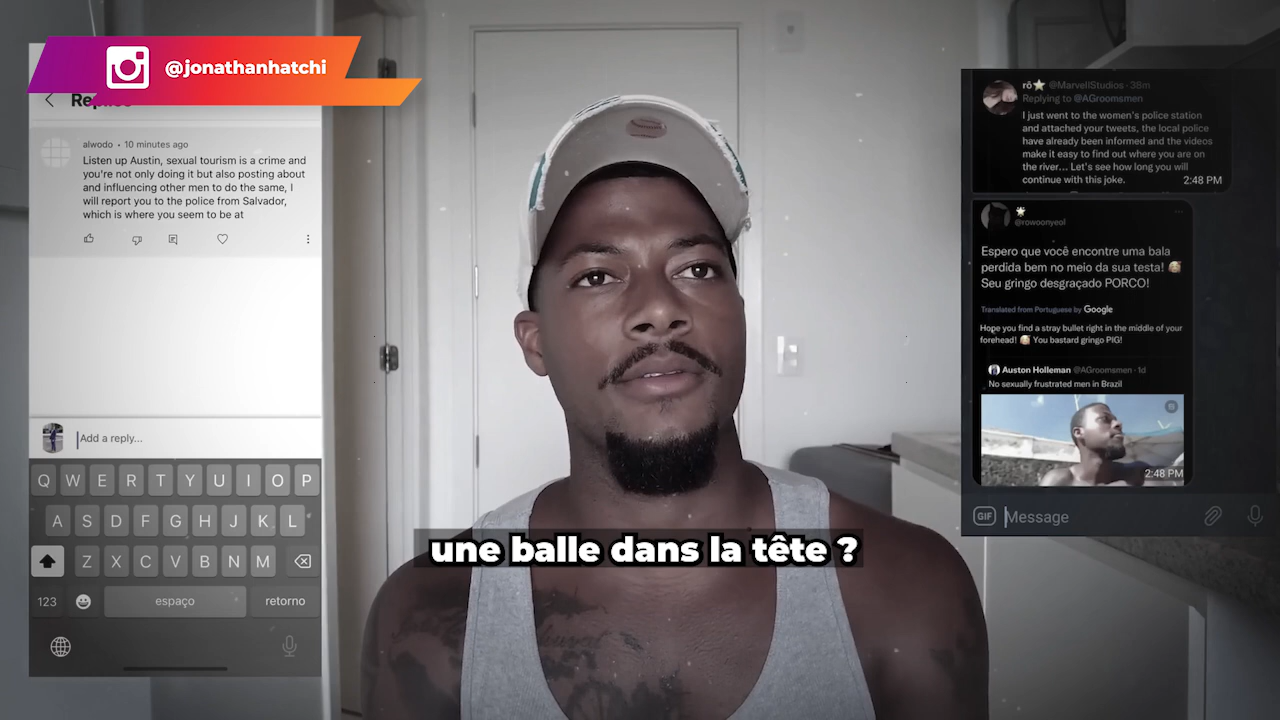 @jonathanhatchi
Replies
alwodo • 10 minutes ago
Listen up Austin, sexual tourism is a crime and
you're not only doing it but also posting about
and influencing other men to do the same, I
will report you to the police from Salvador,
which is where you seem to be at
Add a reply...
Q W E R T Y U I O P
A S D F G H J K L
Z X C V B N M
123 espaço retorno
une balle dans la tête ?
rô @MarvellStudios · 38m
Replying to @AGroomsmen
I just went to the women's police station
and attached your tweets, the local police
have already been informed and the videos
make it easy to find out where you are on
the river... Let's see how long you will
continue with this joke.
2:48 PM
@rowoonyeol
Espero que você encontre uma bala
perdida bem no meio da sua testa!
Seu gringo desgraçado PORCO!
Translated from Portuguese by Google
Hope you find a stray bullet right in the middle of your
forehead! You bastard gringo PIG!
Auston Holleman @AGroomsmen · 1d
No sexually frustrated men in Brazil
2:48 PM
GIF Message